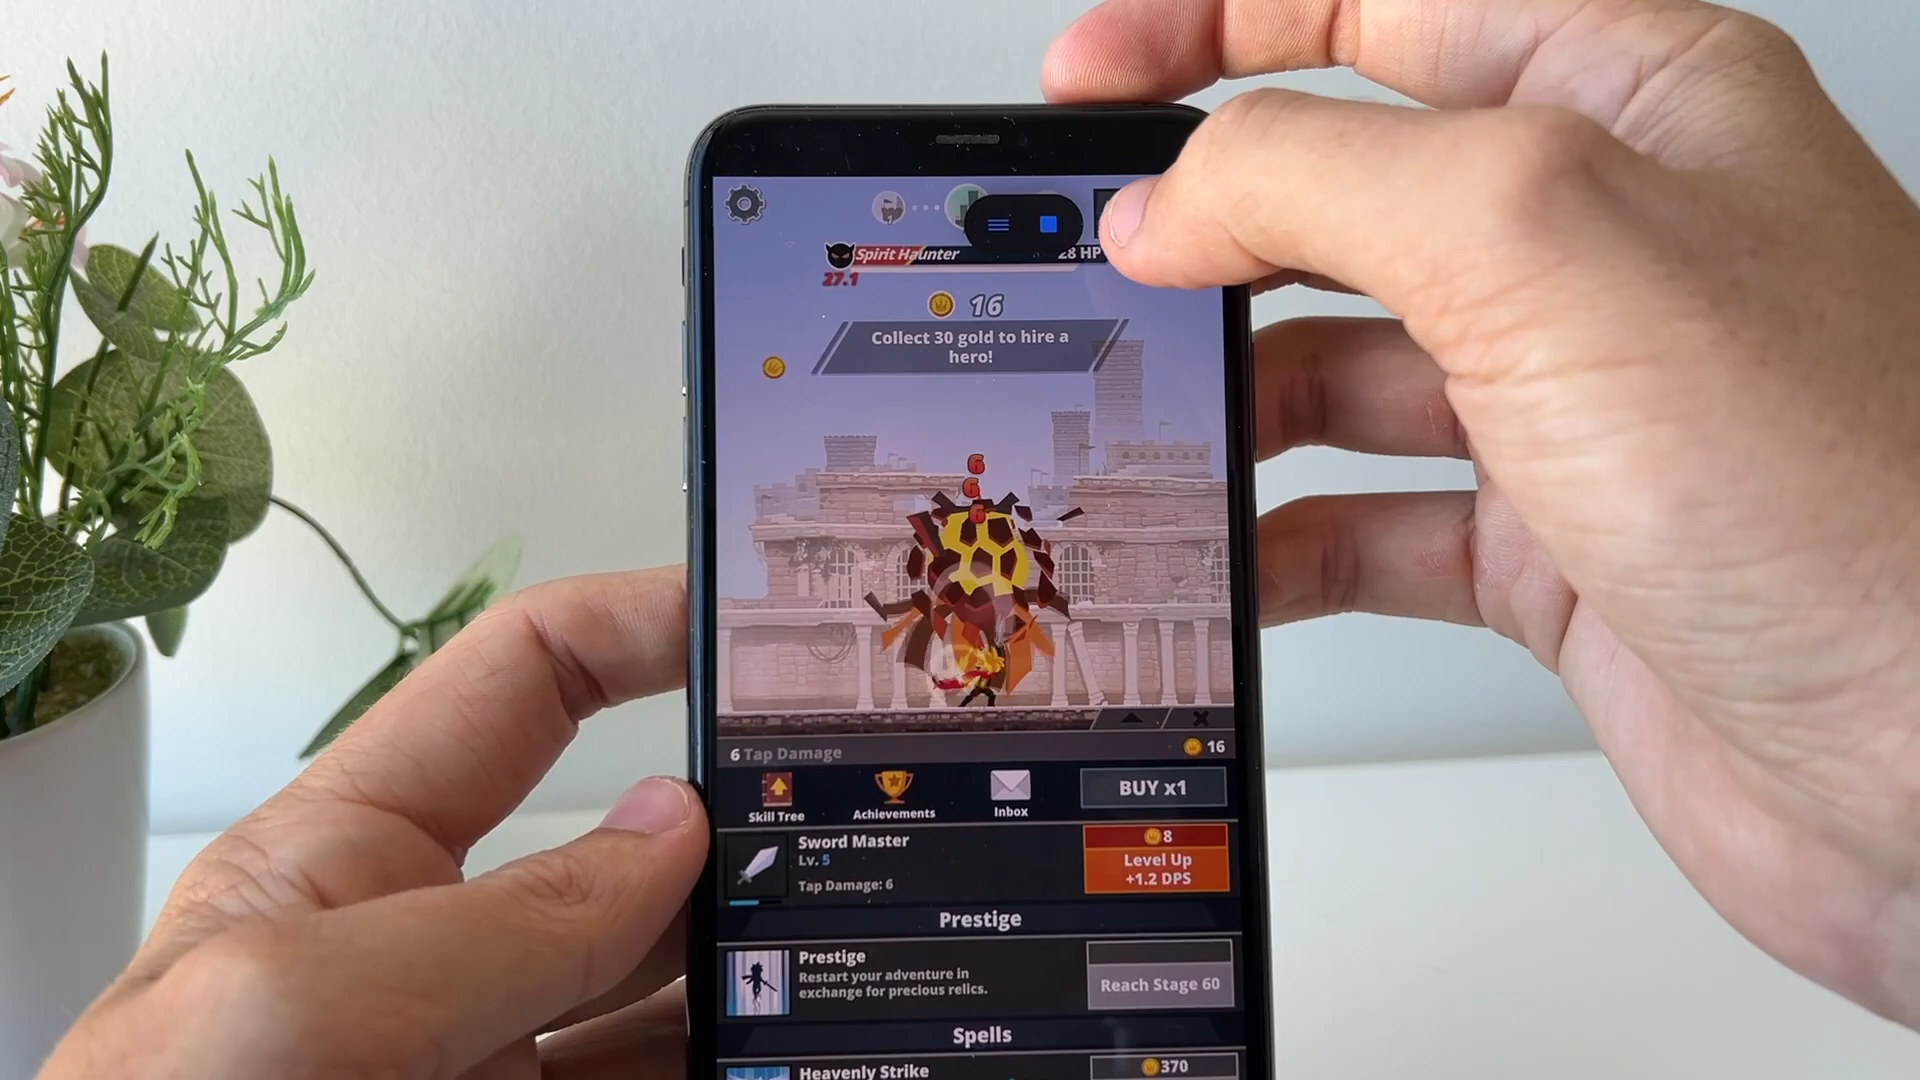 Spirit Haunter
28 HP
27.1
16
Collect 30 gold to hire a
hero!
6
6
6
6 Tap Damage
16
Skill Tree
Achievements
Inbox
BUY x1
Sword Master
Lv. 5
Tap Damage: 6
8
Level Up
+1.2 DPS
Prestige
Prestige
Restart your adventure in
exchange for precious relics.
Reach Stage 60
Spells
Heavenly Strike
370